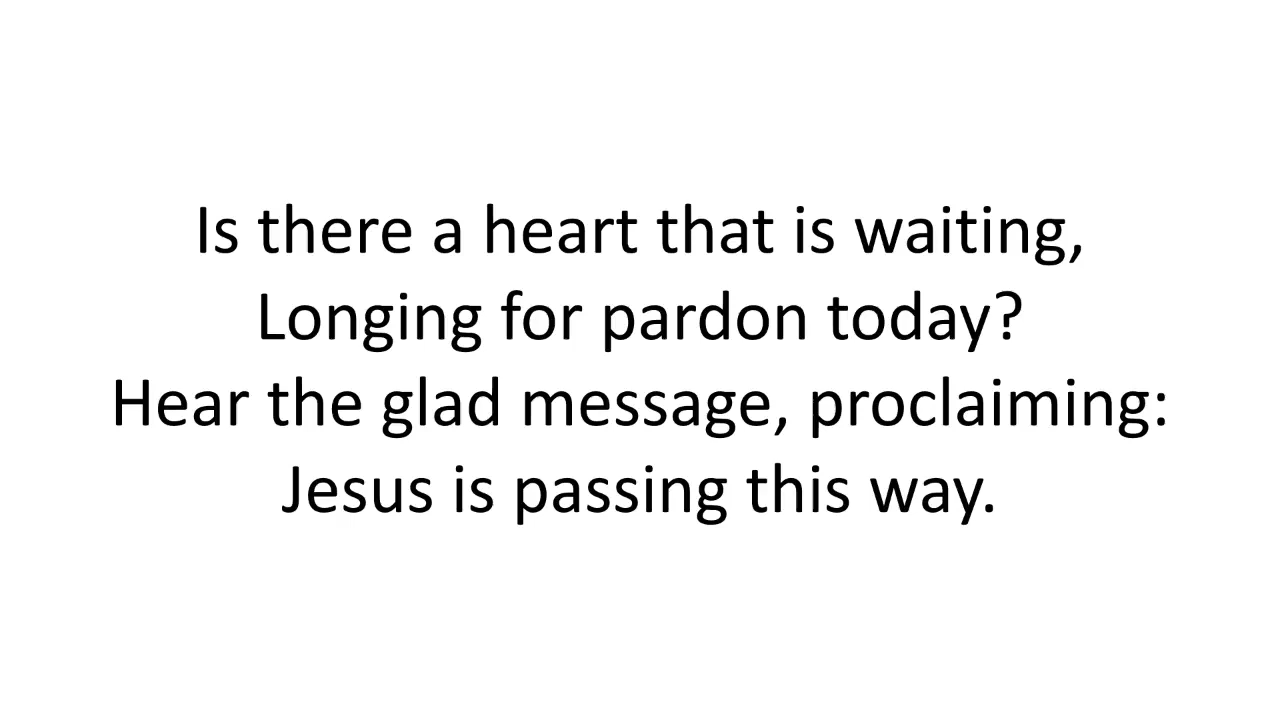 Is there a heart that is waiting,
Longing for pardon today?
Hear the glad message, proclaiming:
Jesus is passing this way.